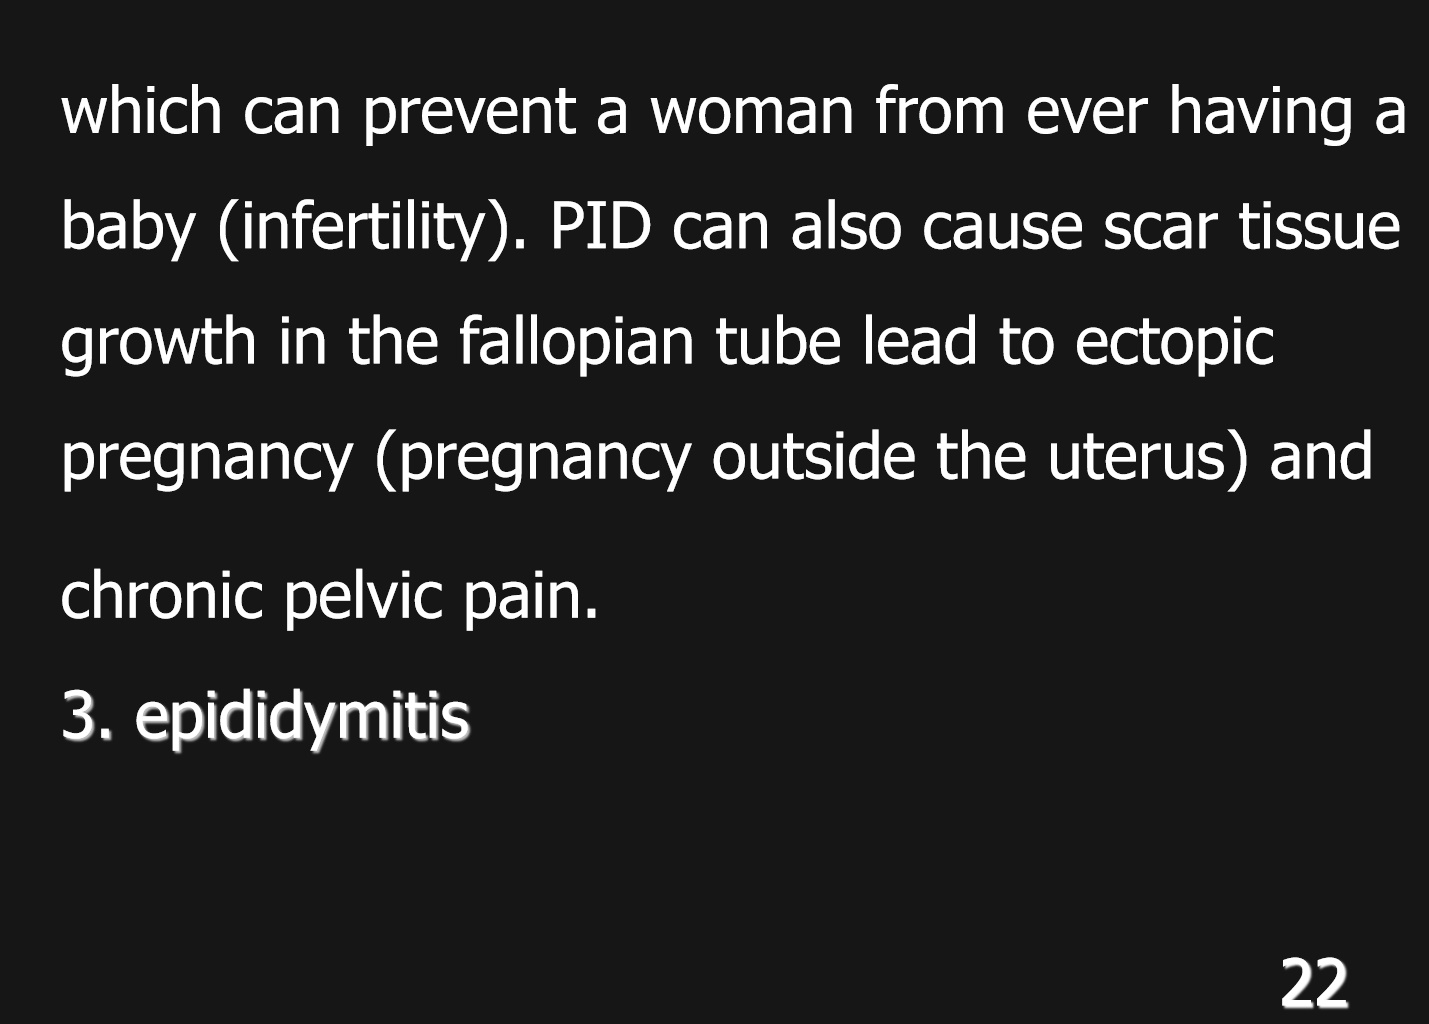 which can prevent a woman from ever having a
baby (infertility). PID can also cause scar tissue
growth in the fallopian tube lead to ectopic
pregnancy (pregnancy outside the uterus) and
chronic pelvic pain.
3. epididymitis
22